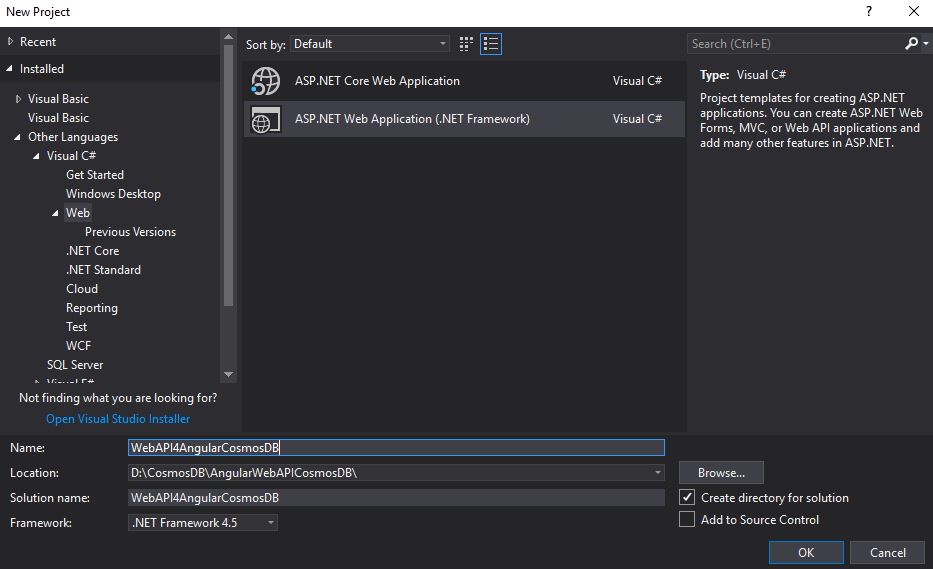 New Project
?
Recent
Installed
Visual Basic
Visual Basic
Other Languages
Visual C#
Get Started
Windows Desktop
Web
Previous Versions
.NET Core
.NET Standard
Cloud
Reporting
Test
WCF
SQL Server
Not finding what you are looking for?
Open Visual Studio Installer
Sort by: Default
ASP.NET Core Web Application Visual C#
ASP.NET Web Application (.NET Framework) Visual C#
Search (Ctrl+E)
Type: Visual C#
Project templates for creating ASP.NET
applications. You can create ASP.NET Web
Forms, MVC, or Web API applications and
add many other features in ASP.NET.
Name: WebAPI4AngularCosmosDB
Location: D:\CosmosDB\AngularWebAPICosmosDB\
Browse...
Solution name: WebAPI4AngularCosmosDB
Create directory for solution
Framework: .NET Framework 4.5
Add to Source Control
OK
Cancel